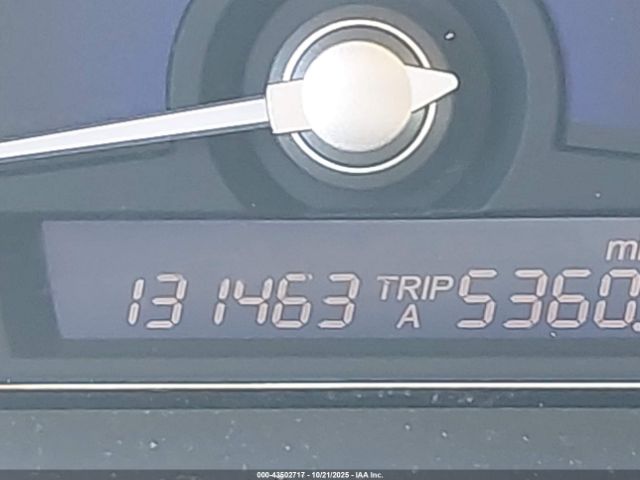 mi
131463 TRIP A 5360.
000-43502717 - 10/21/2025 - IAA Inc.